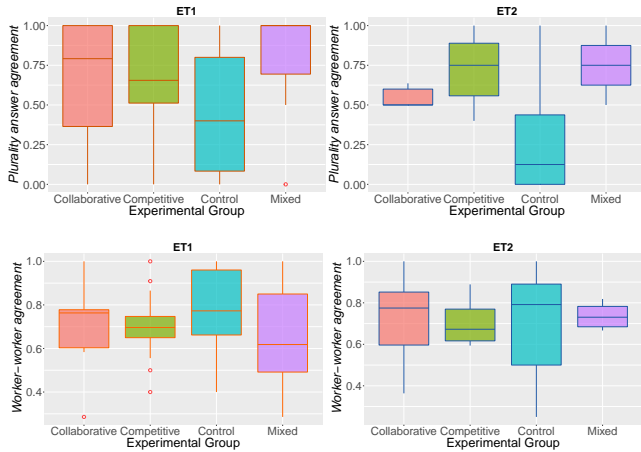 ET1
Plurality answer agreement
1.00
0.75
0.50
0.25
0.00
Collaborative Competitive Control Mixed
Experimental Group
ET2
Plurality answer agreement
1.00
0.75
0.50
0.25
0.00
Collaborative Competitive Control Mixed
Experimental Group
ET1
Worker−worker agreement
1.0
0.8
0.6
0.4
Collaborative Competitive Control Mixed
Experimental Group
ET2
Worker−worker agreement
1.0
0.8
0.6
0.4
Collaborative Competitive Control Mixed
Experimental Group